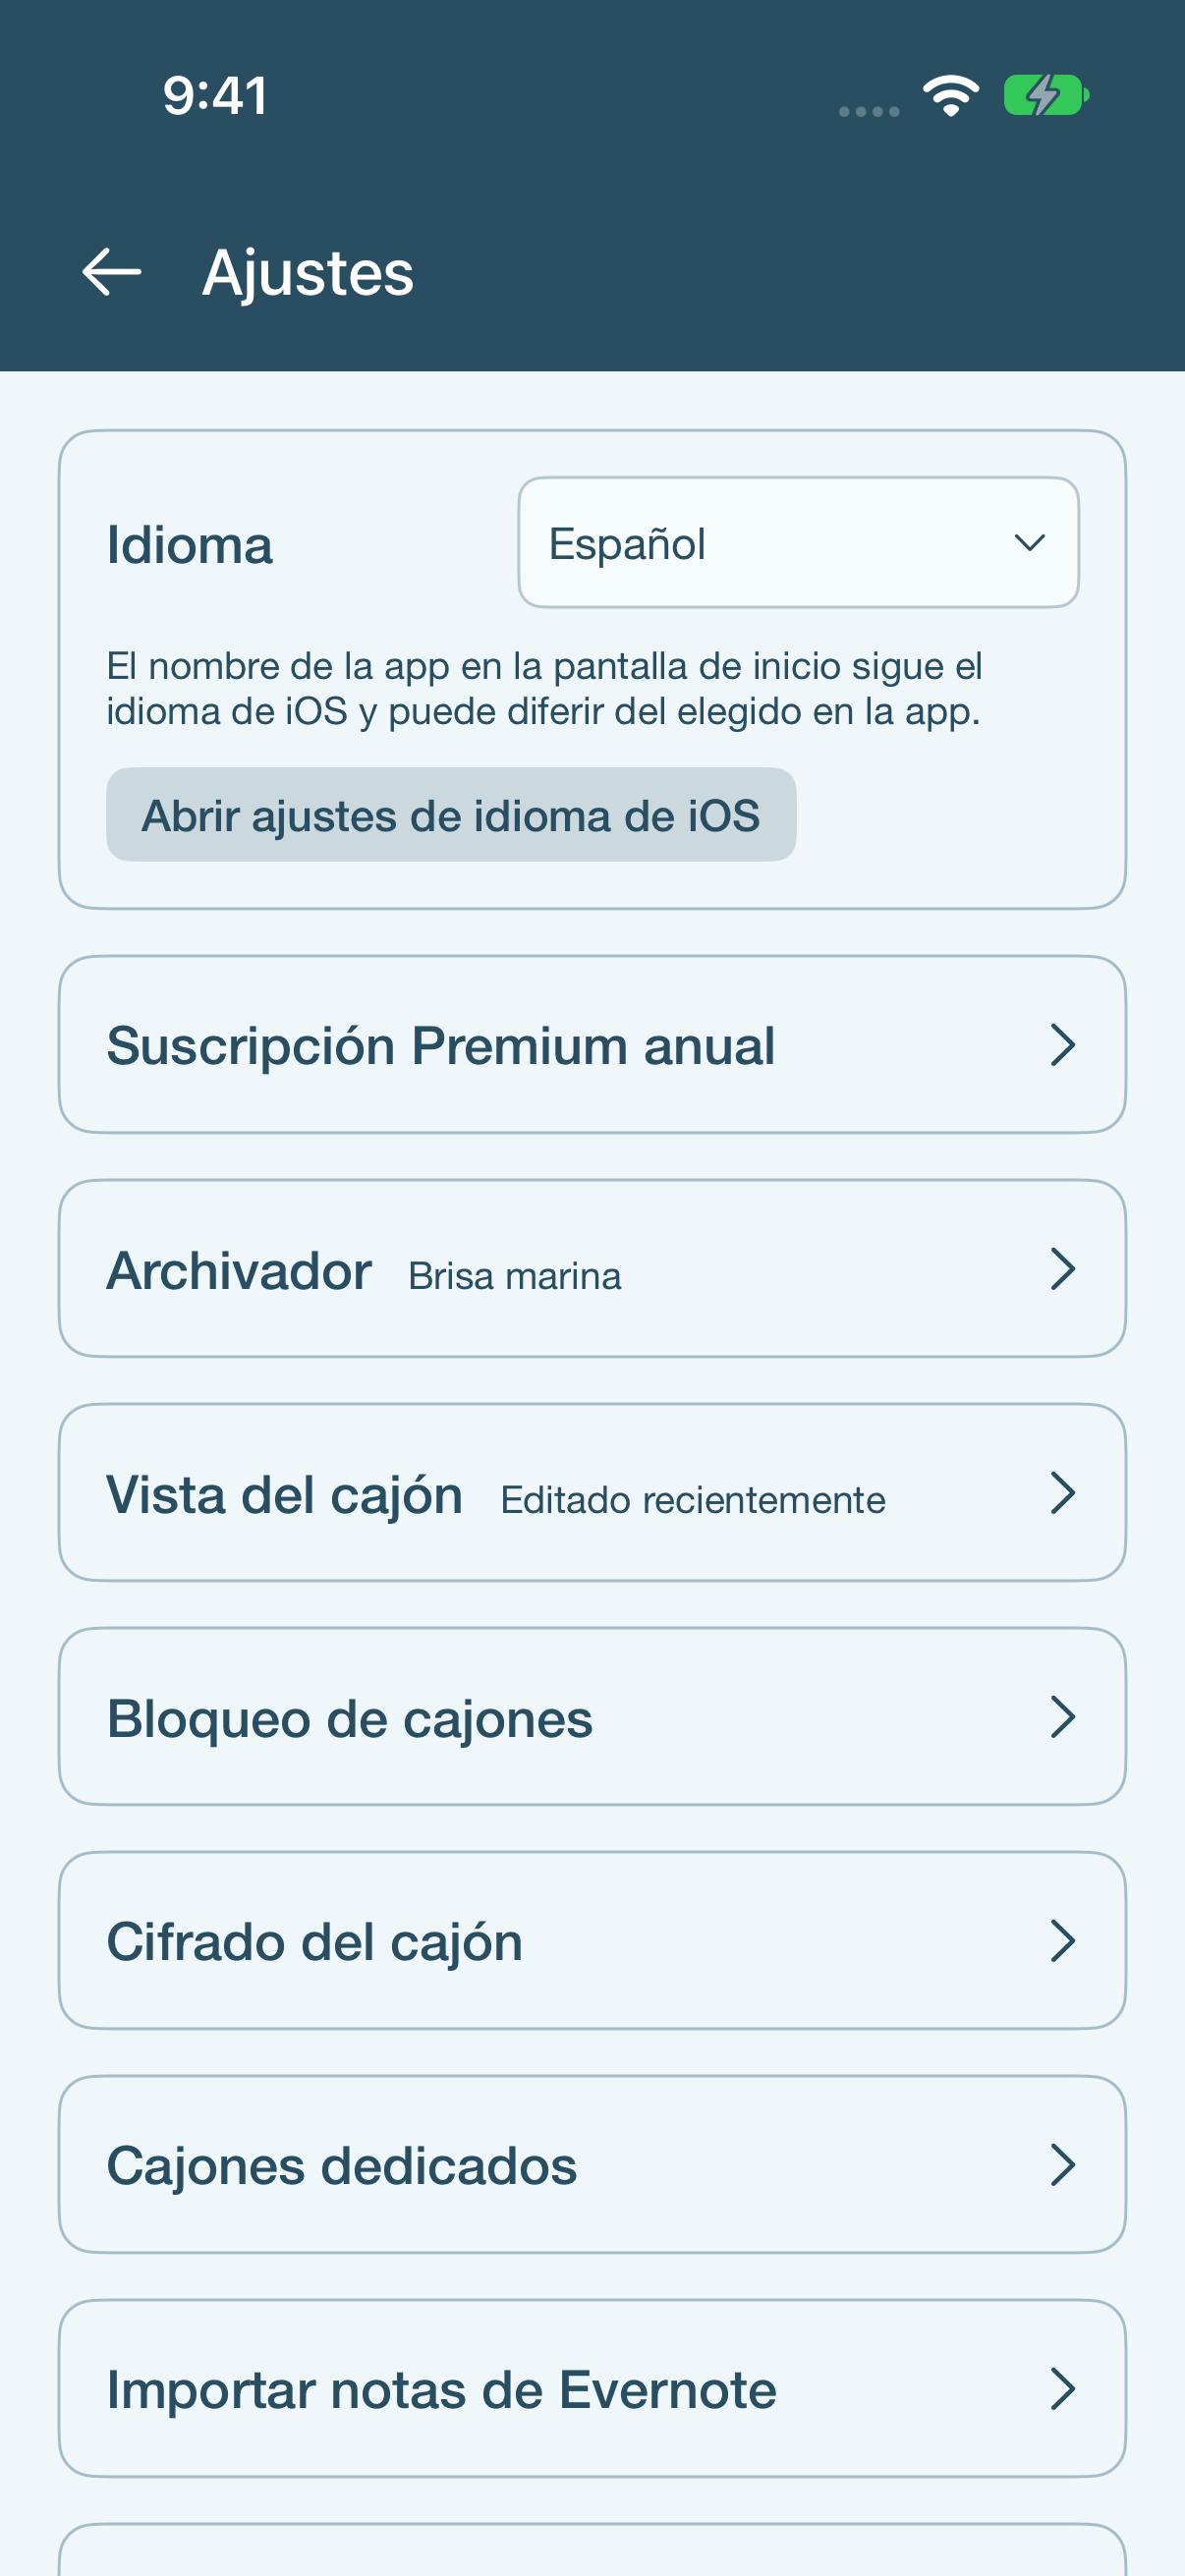 9:41
Ajustes
Idioma
Español
El nombre de la app en la pantalla de inicio sigue el
idioma de iOS y puede diferir del elegido en la app.
Abrir ajustes de idioma de iOS
Suscripción Premium anual
Archivador Brisa marina
Vista del cajón Editado recientemente
Bloqueo de cajones
Cifrado del cajón
Cajones dedicados
Importar notas de Evernote